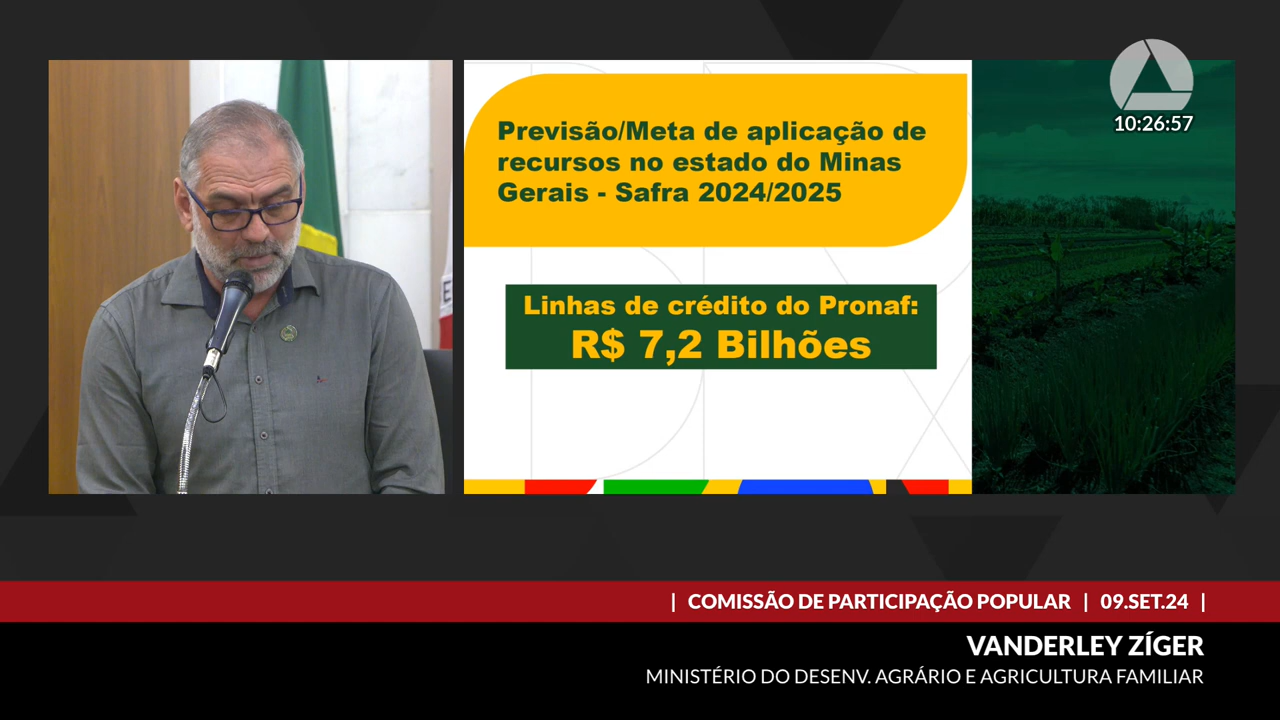 10:26:57
Previsão/Meta de aplicação de
recursos no estado do Minas
Gerais - Safra 2024/2025
Linhas de crédito do Pronaf:
R$ 7,2 Bilhões
| COMISSÃO DE PARTICIPAÇÃO POPULAR | 09.SET.24 |
VANDERLEY ZÍGER
MINISTÉRIO DO DESENV. AGRÁRIO E AGRICULTURA FAMILIAR